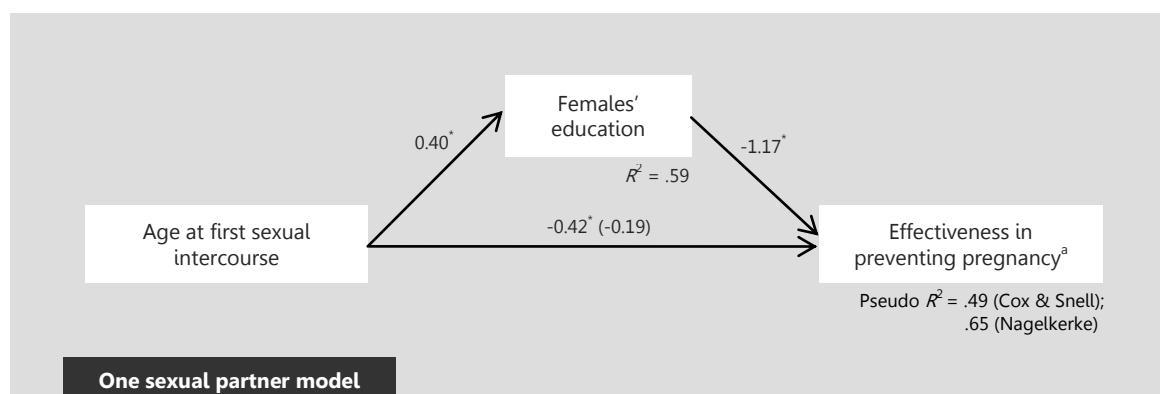 Females'
education
0.40*
-1.17*
R² = .59
-0.42* (-0.19)
Age at first sexual
intercourse
Effectiveness in
preventing pregnancyᵃ
Pseudo R² = .49 (Cox & Snell);
.65 (Nagelkerke)
One sexual partner model